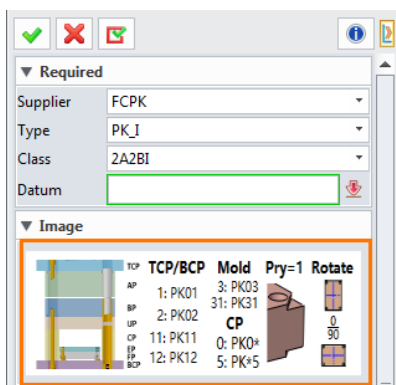 Required
Supplier FCPK
Type PK_I
Class 2A2BI
Datum
Image
TCP TCP/BCP Mold Pry=1 Rotate
AP 1: PK01 3: PK03
BP 2: PK02 31: PK31
UP CP 0
CP 11: PK11 0: PK0* 90
EP
FP 12: PK12 5: PK*5
BCP